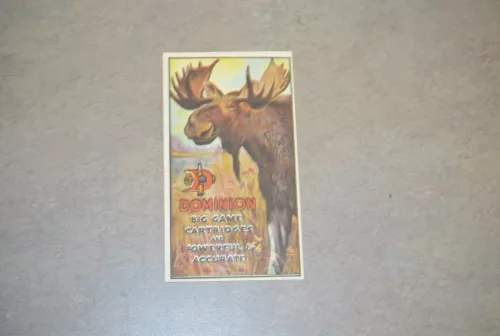 DOMINION
BIG GAME
CARTRIDGES
ARE
POWERFUL &
ACCURATE